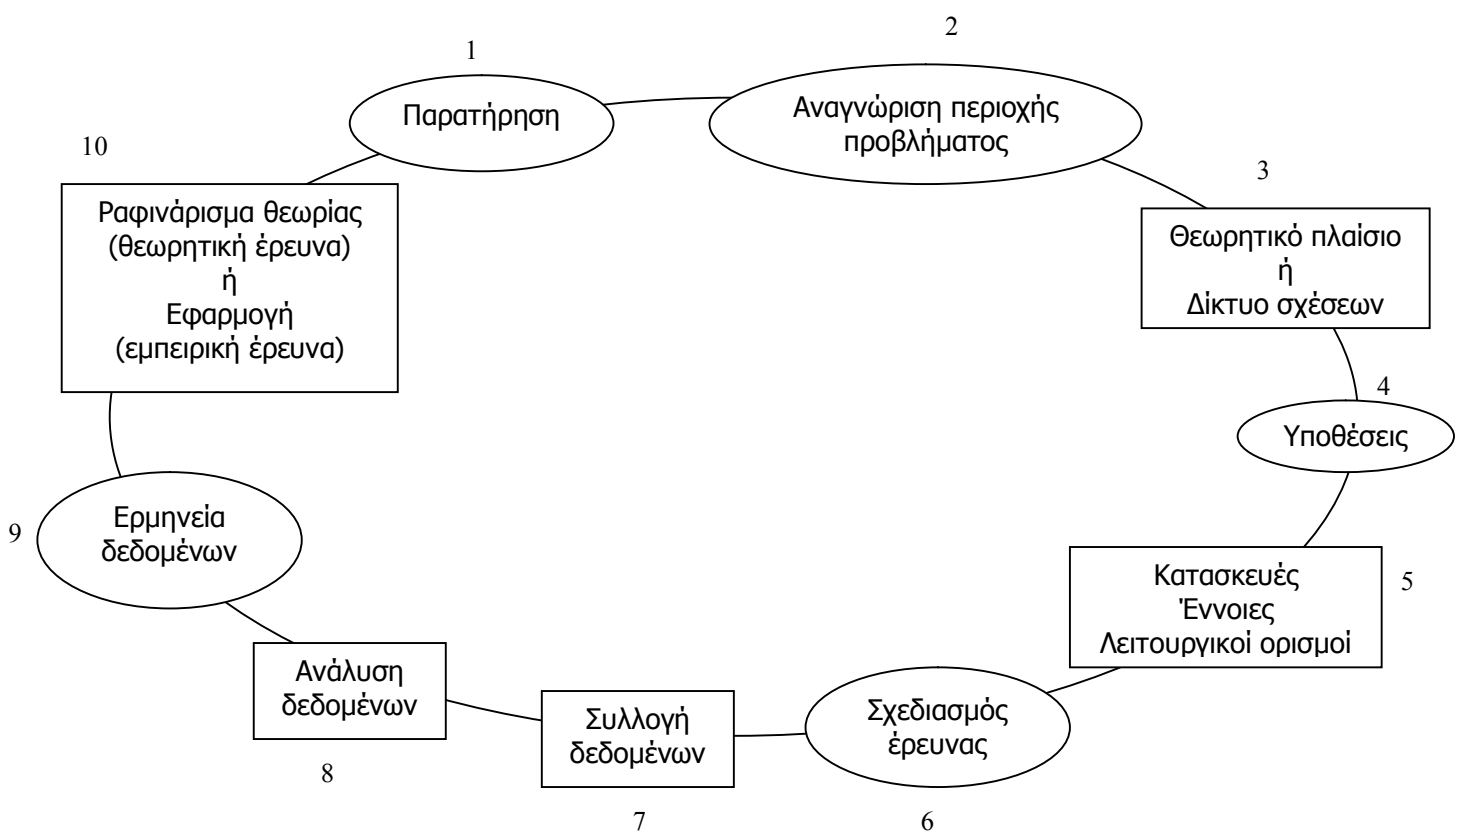 1
Παρατήρηση
2
Αναγνώριση περιοχής
προβλήματος
3
Θεωρητικό πλαίσιο
ή
Δίκτυο σχέσεων
4
Υποθέσεις
5
Κατασκευές
Έννοιες
Λειτουργικοί ορισμοί
6
Σχεδιασμός
έρευνας
7
Συλλογή
δεδομένων
8
Ανάλυση
δεδομένων
9
Ερμηνεία
δεδομένων
10
Ραφινάρισμα θεωρίας
(θεωρητική έρευνα)
ή
Εφαρμογή
(εμπειρική έρευνα)